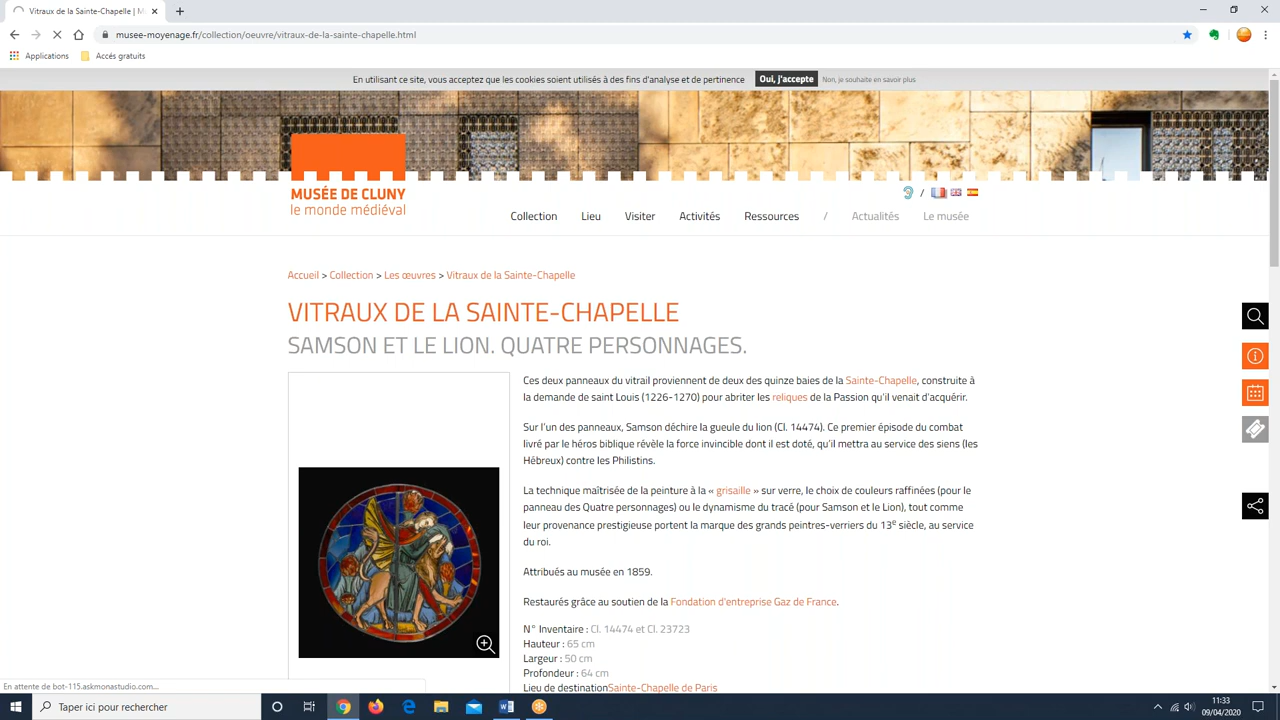 Vitraux de la Sainte-Chapelle | M
musee-moyenage.fr/collection/oeuvre/vitraux-de-la-sainte-chapelle.html
Applications Accés gratuits
En utilisant ce site, vous acceptez que les cookies soient utilisés à des fins d'analyse et de pertinence Oui, j'accepte Non, je souhaite en savoir plus
MUSÉE DE CLUNY
le monde médiéval
/
Collection Lieu Visiter Activités Ressources / Actualités Le musée
Accueil > Collection > Les œuvres > Vitraux de la Sainte-Chapelle
VITRAUX DE LA SAINTE-CHAPELLE
SAMSON ET LE LION. QUATRE PERSONNAGES.
Ces deux panneaux du vitrail proviennent de deux des quinze baies de la Sainte-Chapelle, construite à
la demande de saint Louis (1226-1270) pour abriter les reliques de la Passion qu'il venait d'acquérir.
Sur l'un des panneaux, Samson déchire la gueule du lion (Cl. 14474). Ce premier épisode du combat
livré par le héros biblique révèle la force invincible dont il est doté, qu'il mettra au service des siens (les
Hébreux) contre les Philistins.
La technique maîtrisée de la peinture à la « grisaille » sur verre, le choix de couleurs raffinées (pour le
panneau des Quatre personnages) ou le dynamisme du tracé (pour Samson et le Lion), tout comme
leur provenance prestigieuse portent la marque des grands peintres-verriers du 13e siècle, au service
du roi.
Attribués au musée en 1859.
Restaurés grâce au soutien de la Fondation d'entreprise Gaz de France.
N° Inventaire : Cl. 14474 et Cl. 23723
Hauteur : 65 cm
Largeur : 50 cm
Profondeur : 64 cm
Lieu de destinationSainte-Chapelle de Paris
En attente de bot-115.askmonastudio.com...
Taper ici pour rechercher
11:33
09/04/2020